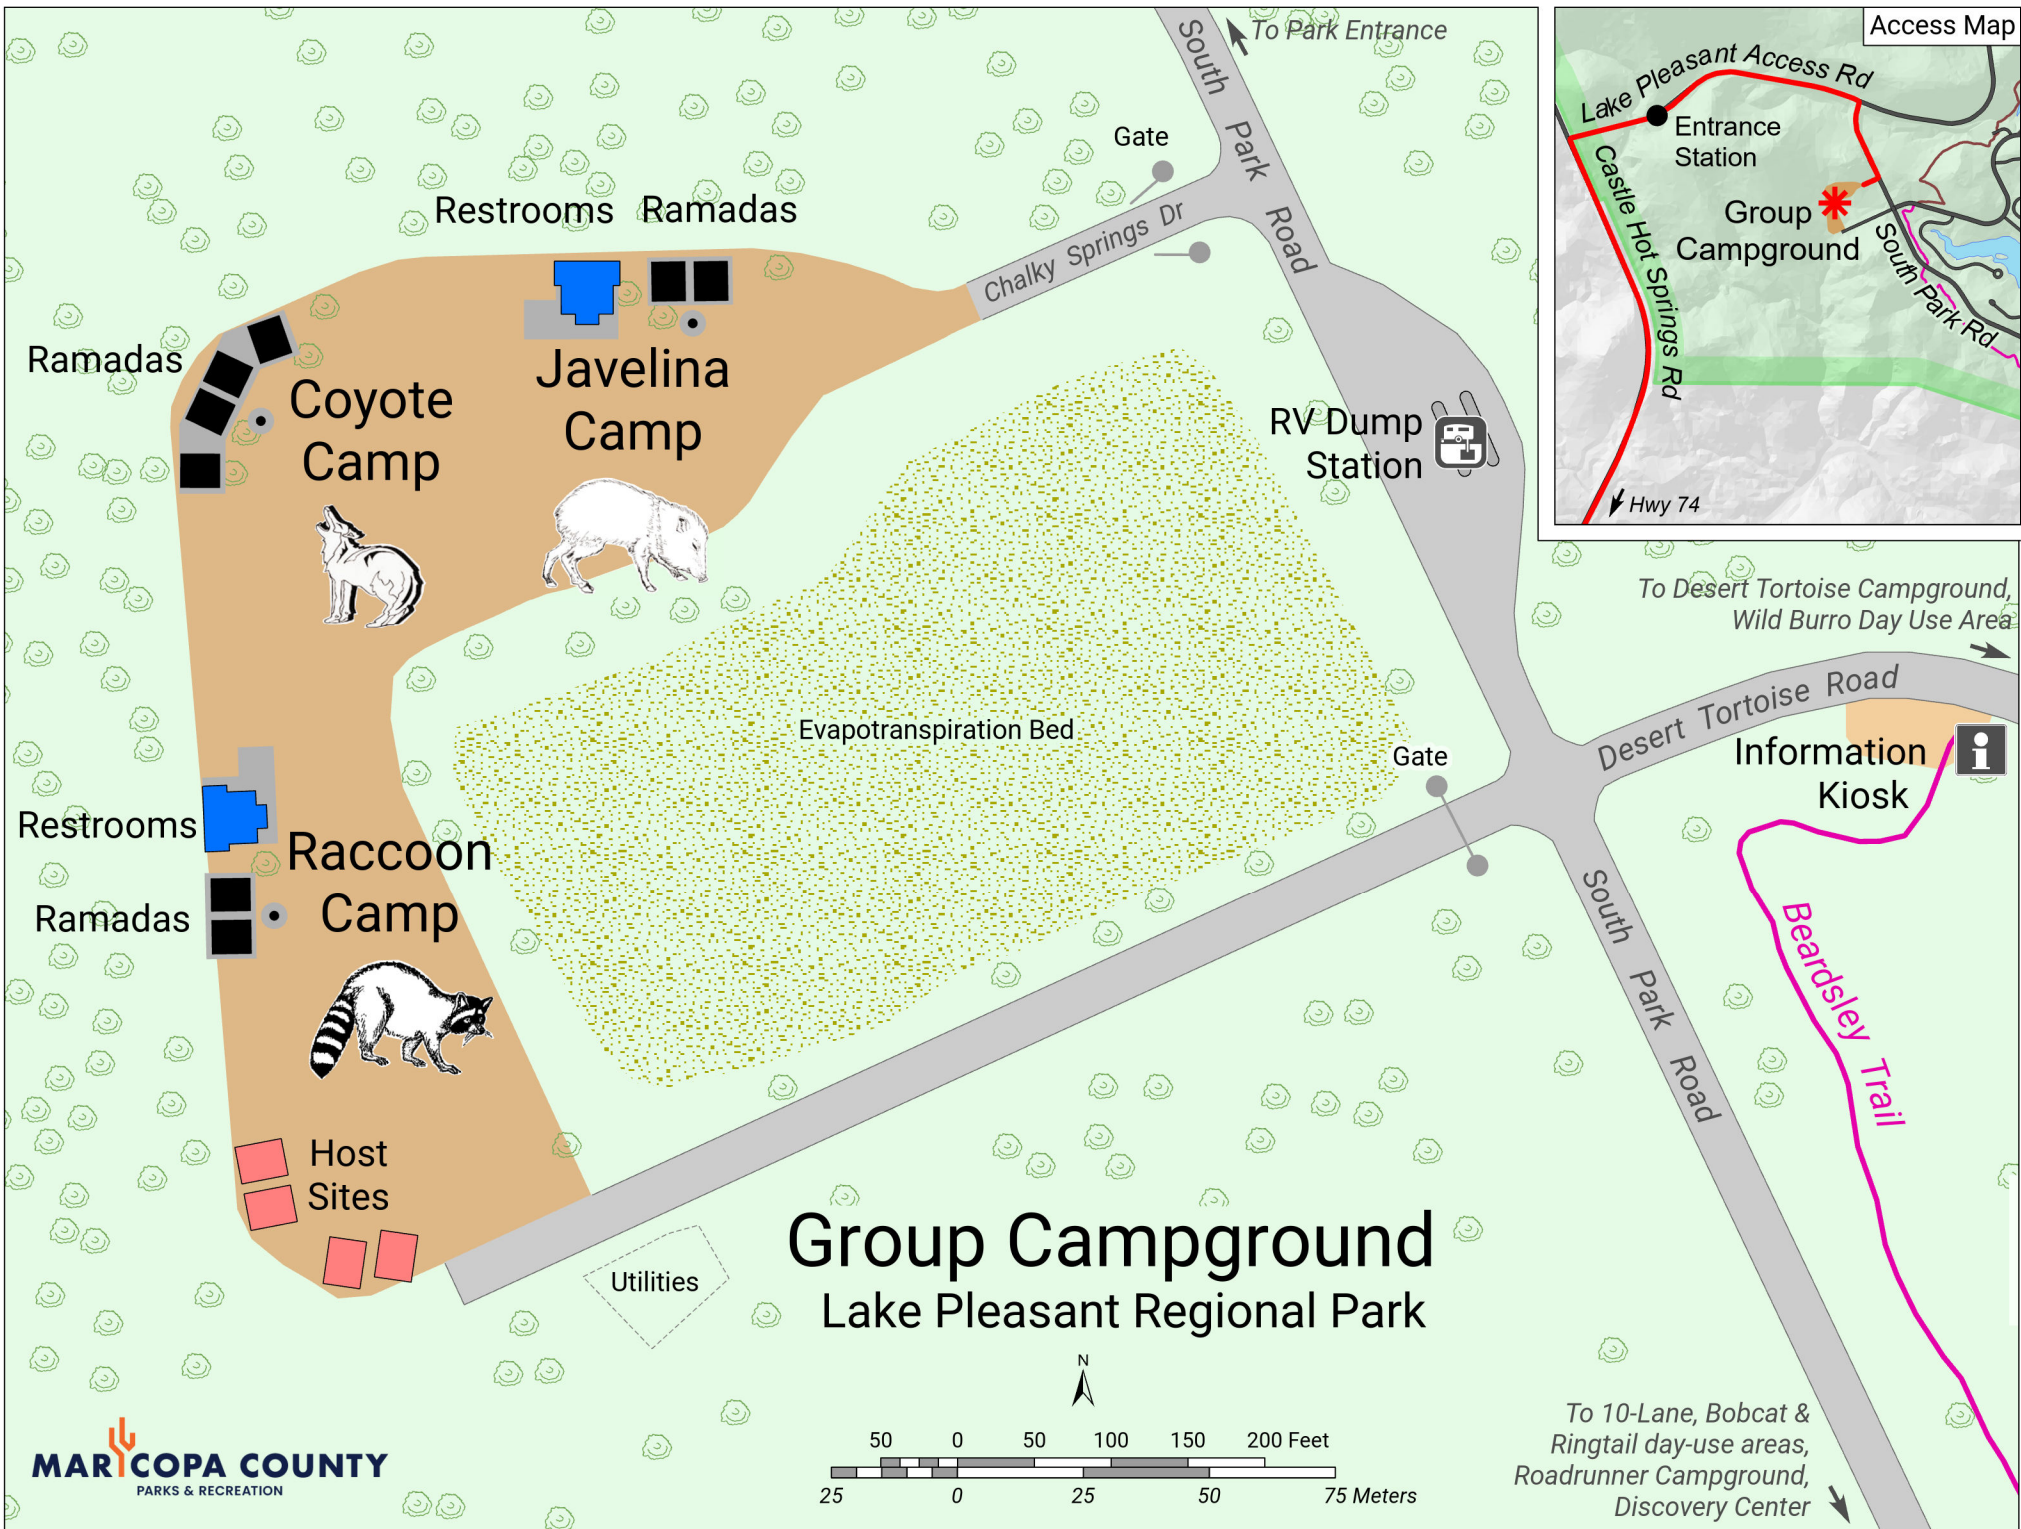 To Park Entrance
South Park Road
Gate
Chalky Springs Dr
Restrooms
Ramadas
Ramadas
Coyote
Camp
Javelina
Camp
RV Dump
Station
Access Map
Lake Pleasant Access Rd
Entrance
Station
Castle Hot Springs Rd
Group
Campground
South Park Rd
Hwy 74
To Desert Tortoise Campground,
Wild Burro Day Use Area
Desert Tortoise Road
Information
Kiosk
i
Evapotranspiration Bed
Gate
Restrooms
Raccoon
Camp
Ramadas
South Park Road
Beardsley Trail
Host
Sites
Utilities
Group Campground
Lake Pleasant Regional Park
N
50 0 50 100 150 200 Feet
25 0 25 50 75 Meters
To 10-Lane, Bobcat &
Ringtail day-use areas,
Roadrunner Campground,
Discovery Center
MARICOPA COUNTY
PARKS & RECREATION